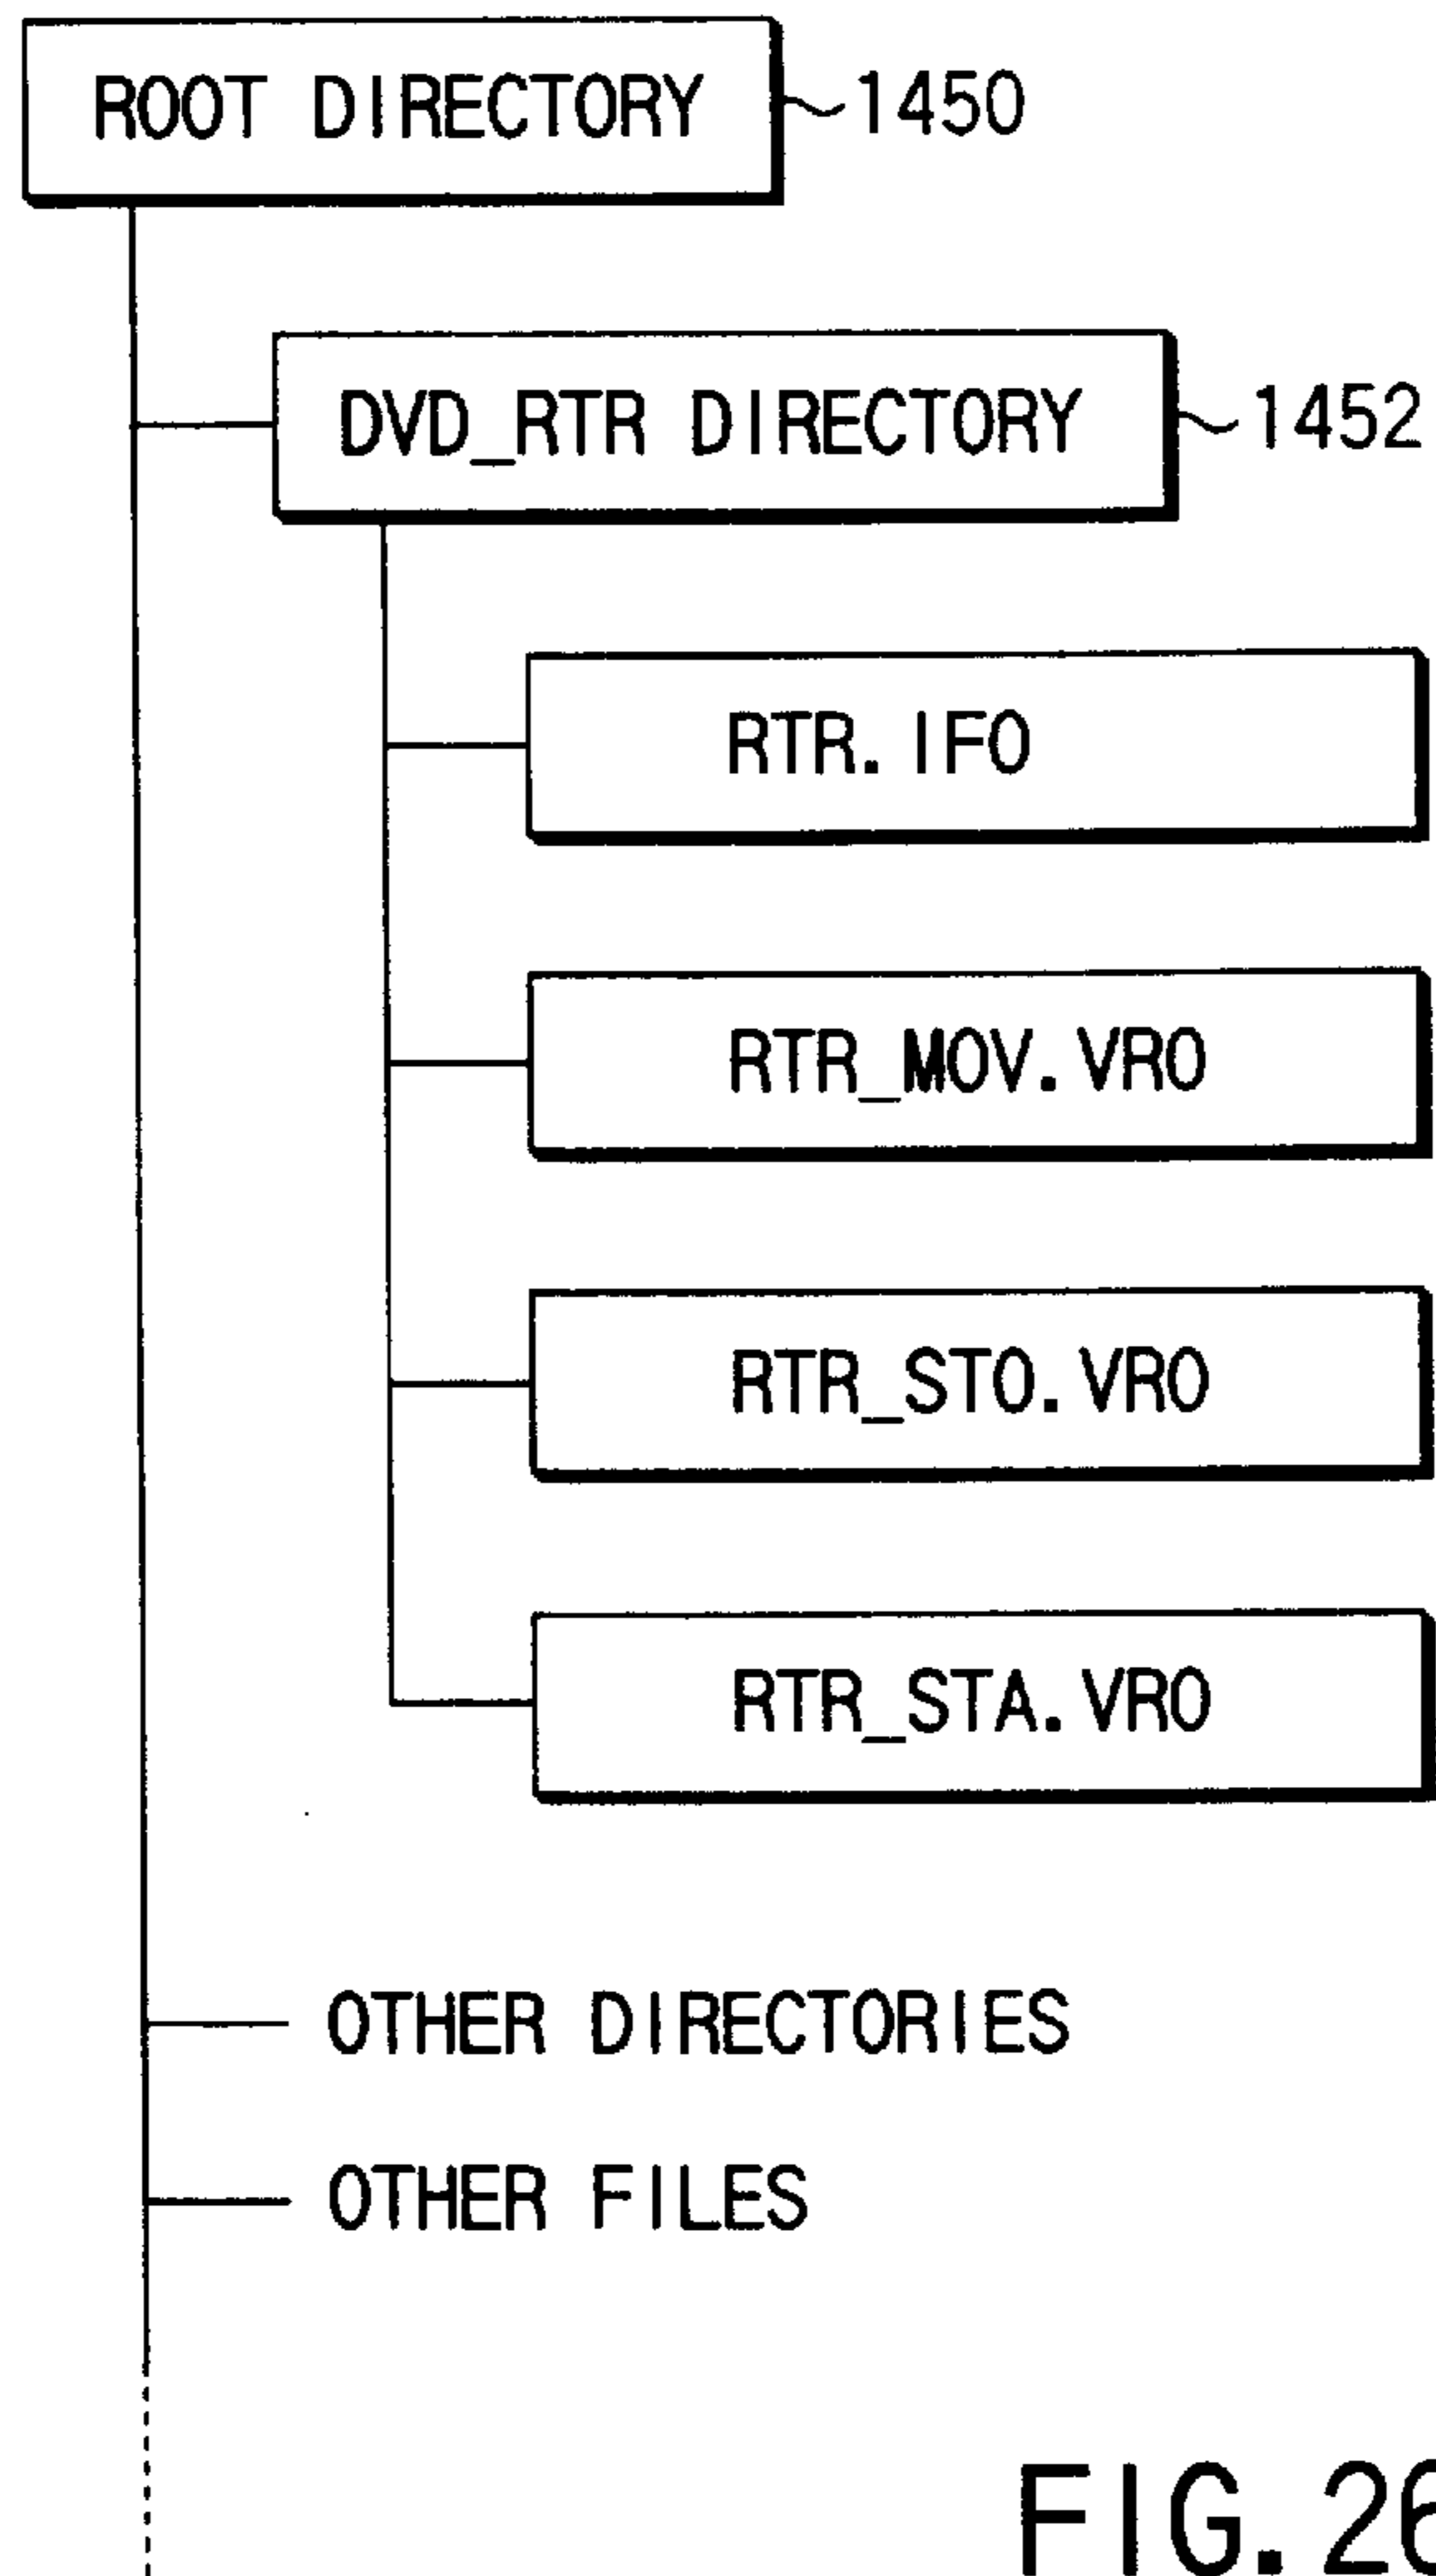 ROOT DIRECTORY 1450
DVD_RTR DIRECTORY 1452
RTR.IFO
RTR_MOV.VRO
RTR_STO.VRO
RTR_STA.VRO
OTHER DIRECTORIES
OTHER FILES
FIG.26